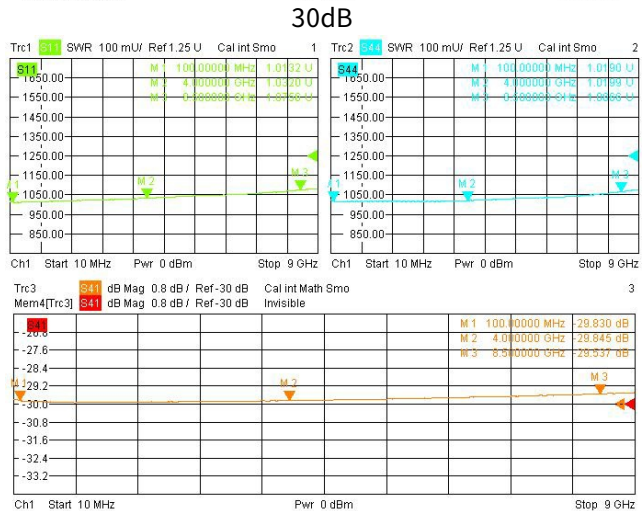 30dB
Trc1 S11 SWR 100 mU/ Ref 1.25 U Cal int Smo 1
S11
M 1 100.00000 MHz 1.0132 U
M 2 4.000000 GHz 1.0320 U
1650.00
1550.00
1450.00
1350.00
1250.00
1150.00
1050.00
950.00
850.00
M 2
M 3
Ch1 Start 10 MHz Pwr 0 dBm Stop 9 GHz
Trc2 S44 SWR 100 mU/ Ref 1.25 U Cal int Smo 2
S44
M 1 100.00000 MHz 1.0190 U
M 2 4.000000 GHz 1.0199 U
1650.00
1550.00
1450.00
1350.00
1250.00
1150.00
1050.00
950.00
850.00
M 2
M 3
Ch1 Start 10 MHz Pwr 0 dBm Stop 9 GHz
Trc3 S41 dB Mag 0.8 dB / Ref -30 dB Cal int Math Smo 3
Mem4[Trc3] S41 dB Mag 0.8 dB / Ref -30 dB Invisible
S41
M 1 100.00000 MHz -29.830 dB
M 2 4.000000 GHz -29.845 dB
M 3 8.500000 GHz -29.537 dB
-26.8
-27.6
-28.4
-29.2
-30.0
-30.8
-31.6
-32.4
-33.2
M 1
M 2
M 3
Ch1 Start 10 MHz Pwr 0 dBm Stop 9 GHz